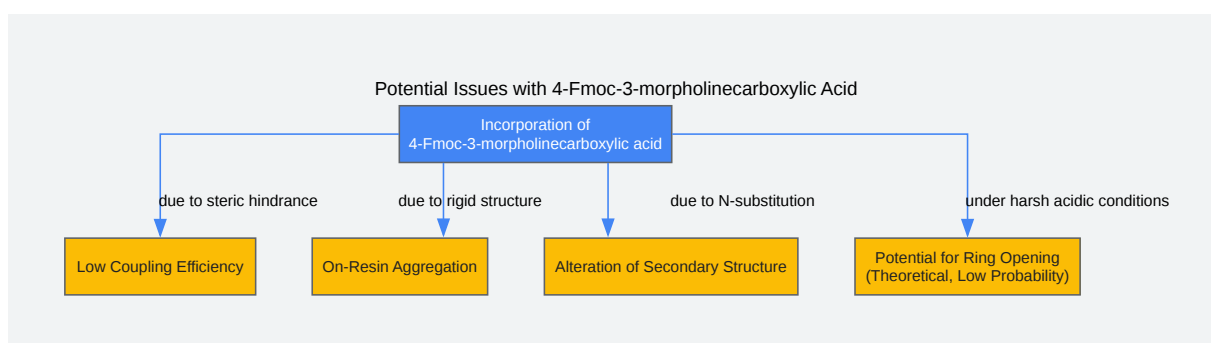 Potential Issues with 4-Fmoc-3-morpholinecarboxylic Acid
Incorporation of
4-Fmoc-3-morpholinecarboxylic acid
due to steric hindrance
due to rigid structure
due to N-substitution
under harsh acidic conditions
Low Coupling Efficiency
On-Resin Aggregation
Alteration of Secondary Structure
Potential for Ring Opening
(Theoretical, Low Probability)